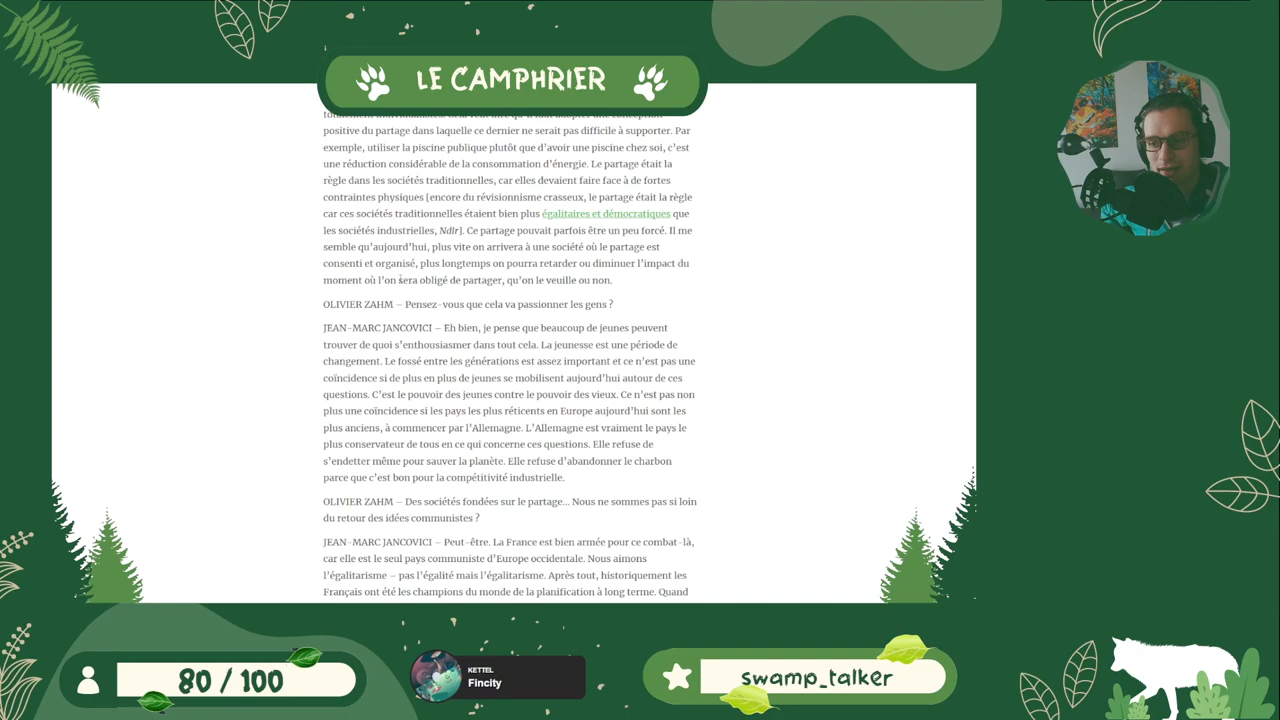 LE CAMPHRIER
positive du partage dans laquelle ce dernier ne serait pas difficile à supporter. Par
exemple, utiliser la piscine publique plutôt que d'avoir une piscine chez soi, c'est
une réduction considérable de la consommation d'énergie. Le partage était la
règle dans les sociétés traditionnelles, car elles devaient faire face à de fortes
contraintes physiques [encore du révisionnisme crasseux, le partage était la règle
car ces sociétés traditionnelles étaient bien plus égalitaires et démocratiques que
les sociétés industrielles, Ndlr]. Ce partage pouvait parfois être un peu forcé. Il me
semble qu'aujourd'hui, plus vite on arrivera à une société où le partage est
consenti et organisé, plus longtemps on pourra retarder ou diminuer l'impact du
moment où l'on sera obligé de partager, qu'on le veuille ou non.
OLIVIER ZAHM – Pensez-vous que cela va passionner les gens ?
JEAN-MARC JANCOVICI – Eh bien, je pense que beaucoup de jeunes peuvent
trouver de quoi s'enthousiasmer dans tout cela. La jeunesse est une période de
changement. Le fossé entre les générations est assez important et ce n'est pas une
coïncidence si de plus en plus de jeunes se mobilisent aujourd'hui autour de ces
questions. C'est le pouvoir des jeunes contre le pouvoir des vieux. Ce n'est pas non
plus une coïncidence si les pays les plus réticents en Europe aujourd'hui sont les
plus anciens, à commencer par l'Allemagne. L'Allemagne est vraiment le pays le
plus conservateur de tous en ce qui concerne ces questions. Elle refuse de
s'endetter même pour sauver la planète. Elle refuse d'abandonner le charbon
parce que c'est bon pour la compétitivité industrielle.
OLIVIER ZAHM – Des sociétés fondées sur le partage... Nous ne sommes pas si loin
du retour des idées communistes ?
JEAN-MARC JANCOVICI – Peut-être. La France est bien armée pour ce combat-là,
car elle est le seul pays communiste d'Europe occidentale. Nous aimons
l'égalitarisme – pas l'égalité mais l'égalitarisme. Après tout, historiquement les
Français ont été les champions du monde de la planification à long terme. Quand
80 / 100
KETTEL
Fincity
swamp_talker